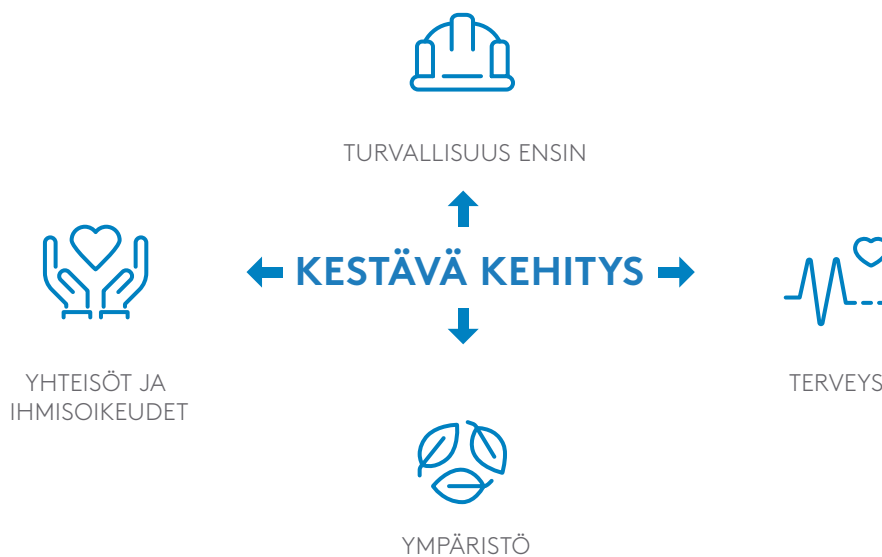 TURVALLISUUS ENSIN
KESTÄVÄ KEHITYS
YHTEISÖT JA
IHMISOIKEUDET
TERVEYS
YMPÄRISTÖ